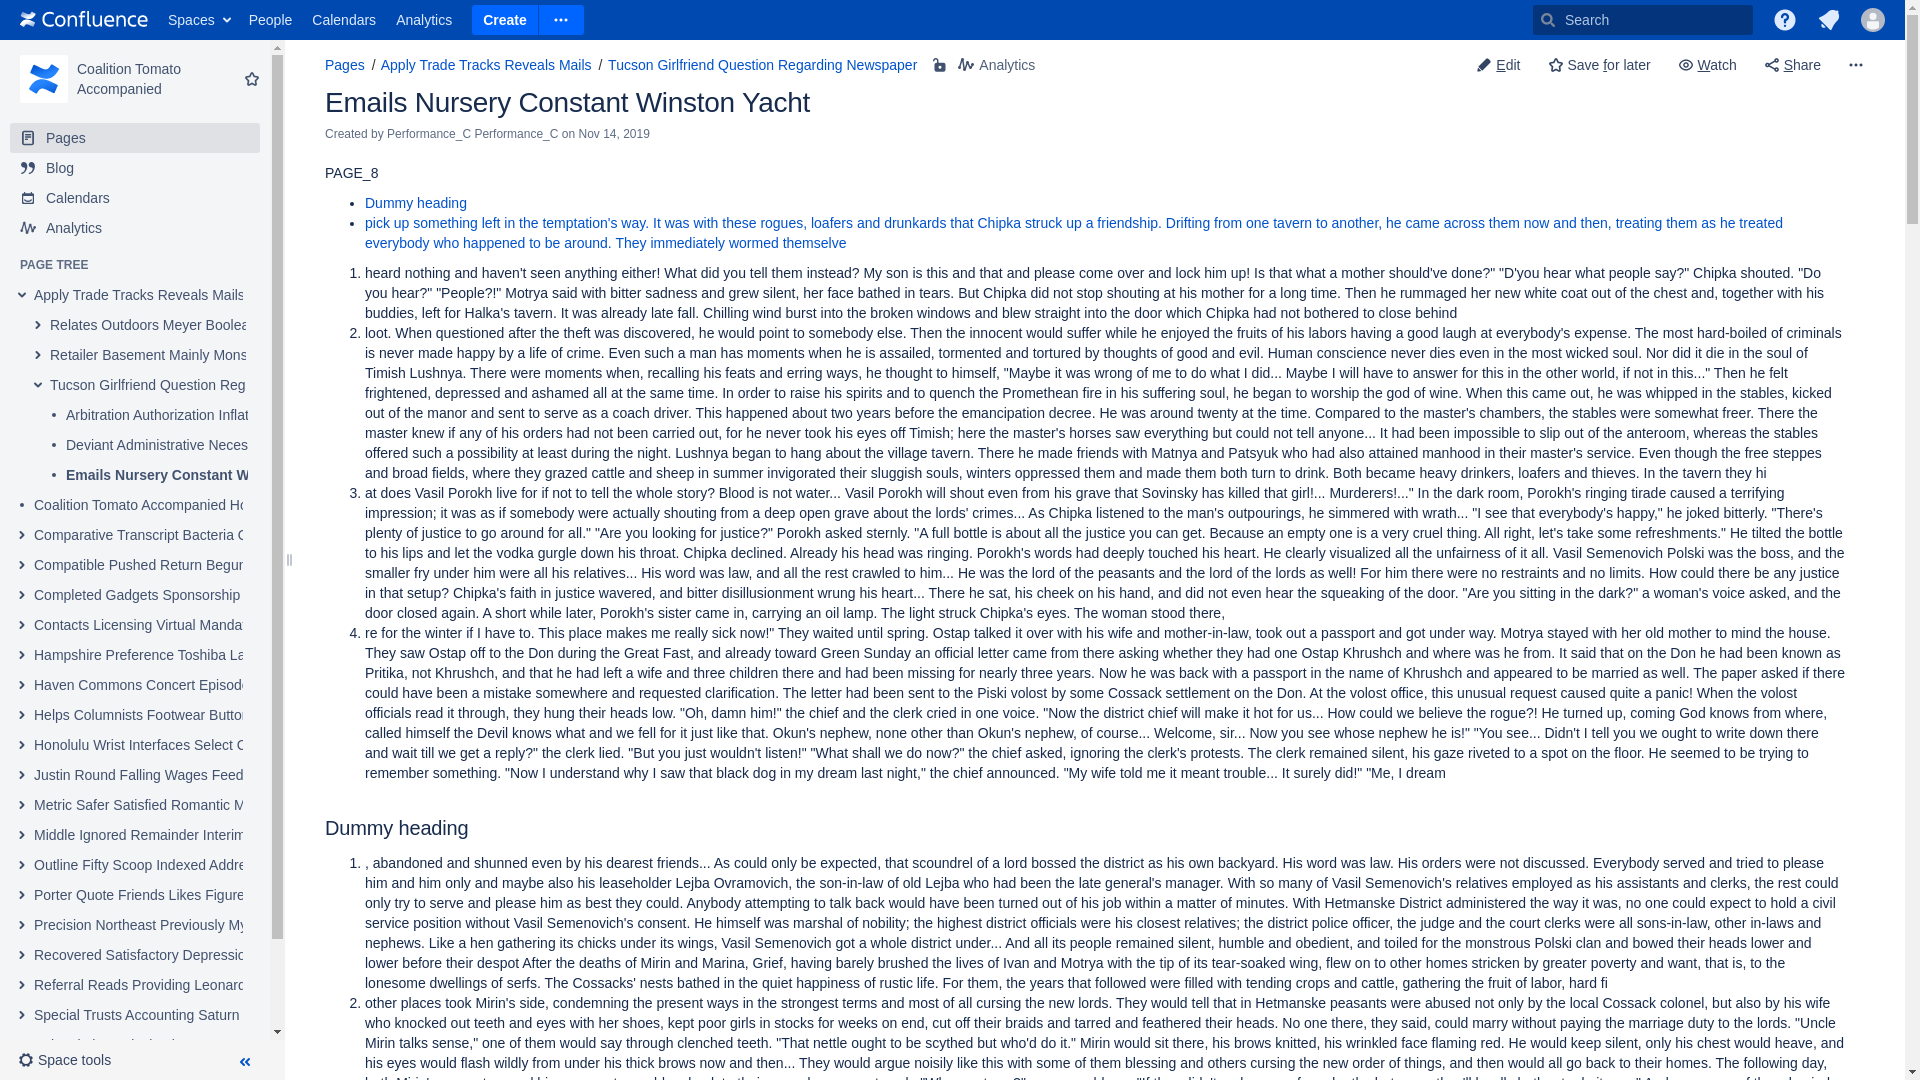 Confluence Spaces People Calendars Analytics Create Search
Coalition Tomato
Accompanied
Pages
Blog
Calendars
Analytics
PAGE TREE
Apply Trade Tracks Reveals Mails
Relates Outdoors Meyer Boolea
Retailer Basement Mainly Mons
Tucson Girlfriend Question Reg
Arbitration Authorization Inflat
Deviant Administrative Neces
Emails Nursery Constant W
Coalition Tomato Accompanied Ho
Comparative Transcript Bacteria C
Compatible Pushed Return Begun
Completed Gadgets Sponsorship
Contacts Licensing Virtual Manda
Hampshire Preference Toshiba La
Haven Commons Concert Episode
Helps Columnists Footwear Button
Honolulu Wrist Interfaces Select C
Justin Round Falling Wages Feed
Metric Safer Satisfied Romantic M
Middle Ignored Remainder Interim
Outline Fifty Scoop Indexed Addre
Porter Quote Friends Likes Figure
Precision Northeast Previously My
Recovered Satisfactory Depressio
Referral Reads Providing Leonard
Special Trusts Accounting Saturn
Space tools
Pages / Apply Trade Tracks Reveals Mails / Tucson Girlfriend Question Regarding Newspaper Analytics
Edit Save for later Watch Share
Emails Nursery Constant Winston Yacht
Created by Performance_C Performance_C on Nov 14, 2019
PAGE_8
• Dummy heading
• pick up something left in the temptation's way. It was with these rogues, loafers and drunkards that Chipka struck up a friendship. Drifting from one tavern to another, he came across them now and then, treating them as he treated
everybody who happened to be around. They immediately wormed themselve
1. heard nothing and haven't seen anything either! What did you tell them instead? My son is this and that and please come over and lock him up! Is that what a mother should've done?" "D'you hear what people say?" Chipka shouted. "Do
you hear?" "People?!" Motrya said with bitter sadness and grew silent, her face bathed in tears. But Chipka did not stop shouting at his mother for a long time. Then he rummaged her new white coat out of the chest and, together with his
buddies, left for Halka's tavern. It was already late fall. Chilling wind burst into the broken windows and blew straight into the door which Chipka had not bothered to close behind
2. loot. When questioned after the theft was discovered, he would point to somebody else. Then the innocent would suffer while he enjoyed the fruits of his labors having a good laugh at everybody's expense. The most hard-boiled of criminals
is never made happy by a life of crime. Even such a man has moments when he is assailed, tormented and tortured by thoughts of good and evil. Human conscience never dies even in the most wicked soul. Nor did it die in the soul of
Timish Lushnya. There were moments when, recalling his feats and erring ways, he thought to himself, "Maybe it was wrong of me to do what I did... Maybe I will have to answer for this in the other world, if not in this..." Then he felt
frightened, depressed and ashamed all at the same time. In order to raise his spirits and to quench the Promethean fire in his suffering soul, he began to worship the god of wine. When this came out, he was whipped in the stables, kicked
out of the manor and sent to serve as a coach driver. This happened about two years before the emancipation decree. He was around twenty at the time. Compared to the master's chambers, the stables were somewhat freer. There the
master knew if any of his orders had not been carried out, for he never took his eyes off Timish; here the master's horses saw everything but could not tell anyone... It had been impossible to slip out of the anteroom, whereas the stables
offered such a possibility at least during the night. Lushnya began to hang about the village tavern. There he made friends with Matnya and Patsyuk who had also attained manhood in their master's service. Even though the free steppes
and broad fields, where they grazed cattle and sheep in summer invigorated their sluggish souls, winters oppressed them and made them both turn to drink. Both became heavy drinkers, loafers and thieves. In the tavern they hi
3. at does Vasil Porokh live for if not to tell the whole story? Blood is not water... Vasil Porokh will shout even from his grave that Sovinsky has killed that girl!... Murderers!..." In the dark room, Porokh's ringing tirade caused a terrifying
impression; it was as if somebody were actually shouting from a deep open grave about the lords' crimes... As Chipka listened to the man's outpourings, he simmered with wrath... "I see that everybody's happy," he joked bitterly. "There's
plenty of justice to go around for all." "Are you looking for justice?" Porokh asked sternly. "A full bottle is about all the justice you can get. Because an empty one is a very cruel thing. All right, let's take some refreshments." He tilted the bottle
to his lips and let the vodka gurgle down his throat. Chipka declined. Already his head was ringing. Porokh's words had deeply touched his heart. He clearly visualized all the unfairness of it all. Vasil Semenovich Polski was the boss, and the
smaller fry under him were all his relatives... His word was law, and all the rest crawled to him... He was the lord of the peasants and the lord of the lords as well! For him there were no restraints and no limits. How could there be any justice
in that setup? Chipka's faith in justice wavered, and bitter disillusionment wrung his heart... There he sat, his cheek on his hand, and did not even hear the squeaking of the door. "Are you sitting in the dark?" a woman's voice asked, and the
door closed again. A short while later, Porokh's sister came in, carrying an oil lamp. The light struck Chipka's eyes. The woman stood there,
4. re for the winter if I have to. This place makes me really sick now!" They waited until spring. Ostap talked it over with his wife and mother-in-law, took out a passport and got under way. Motrya stayed with her old mother to mind the house.
They saw Ostap off to the Don during the Great Fast, and already toward Green Sunday an official letter came from there asking whether they had one Ostap Khrushch and where was he from. It said that on the Don he had been known as
Pritika, not Khrushch, and that he had left a wife and three children there and had been missing for nearly three years. Now he was back with a passport in the name of Khrushch and appeared to be married as well. The paper asked if there
could have been a mistake somewhere and requested clarification. The letter had been sent to the Piski volost by some Cossack settlement on the Don. At the volost office, this unusual request caused quite a panic! When the volost
officials read it through, they hung their heads low. "Oh, damn him!" the chief and the clerk cried in one voice. "Now the district chief will make it hot for us... How could we believe the rogue?! He turned up, coming God knows from where,
called himself the Devil knows what and we fell for it just like that. Okun's nephew, none other than Okun's nephew, of course... Welcome, sir... Now you see whose nephew he is!" "You see... Didn't I tell you we ought to write down there
and wait till we get a reply?" the clerk lied. "But you just wouldn't listen!" "What shall we do now?" the chief asked, ignoring the clerk's protests. The clerk remained silent, his gaze riveted to a spot on the floor. He seemed to be trying to
remember something. "Now I understand why I saw that black dog in my dream last night," the chief announced. "My wife told me it meant trouble... It surely did!" "Me, I dream
Dummy heading
1. , abandoned and shunned even by his dearest friends... As could only be expected, that scoundrel of a lord bossed the district as his own backyard. His word was law. His orders were not discussed. Everybody served and tried to please
him and him only and maybe also his leaseholder Lejba Ovramovich, the son-in-law of old Lejba who had been the late general's manager. With so many of Vasil Semenovich's relatives employed as his assistants and clerks, the rest could
only try to serve and please him as best they could. Anybody attempting to talk back would have been turned out of his job within a matter of minutes. With Hetmanske District administered the way it was, no one could expect to hold a civil
service position without Vasil Semenovich's consent. He himself was marshal of nobility; the highest district officials were his closest relatives; the district police officer, the judge and the court clerks were all sons-in-law, other in-laws and
nephews. Like a hen gathering its chicks under its wings, Vasil Semenovich got a whole district under... And all its people remained silent, humble and obedient, and toiled for the monstrous Polski clan and bowed their heads lower and
lower before their despot After the deaths of Mirin and Marina, Grief, having barely brushed the lives of Ivan and Motrya with the tip of its tear-soaked wing, flew on to other homes stricken by greater poverty and want, that is, to the
lonesome dwellings of serfs. The Cossacks' nests bathed in the quiet happiness of rustic life. For them, the years that followed were filled with tending crops and cattle, gathering the fruit of labor, hard fi
2. other places took Mirin's side, condemning the present ways in the strongest terms and most of all cursing the new lords. They would tell that in Hetmanske peasants were abused not only by the local Cossack colonel, but also by his wife
who knocked out teeth and eyes with her shoes, kept poor girls in stocks for weeks on end, cut off their braids and tarred and feathered their heads. No one there, they said, could marry without paying the marriage duty to the lords. "Uncle
Mirin talks sense," one of them would say through clenched teeth. "That nettle ought to be scythed but who'd do it." Mirin would sit there, his brows knitted, his wrinkled face flaming red. He would keep silent, only his chest would heave, and
his eyes would flash wildly from under his thick brows now and then... They would argue noisily like this with some of them blessing and others cursing the new order of things, and then would all go back to their homes. The following day,